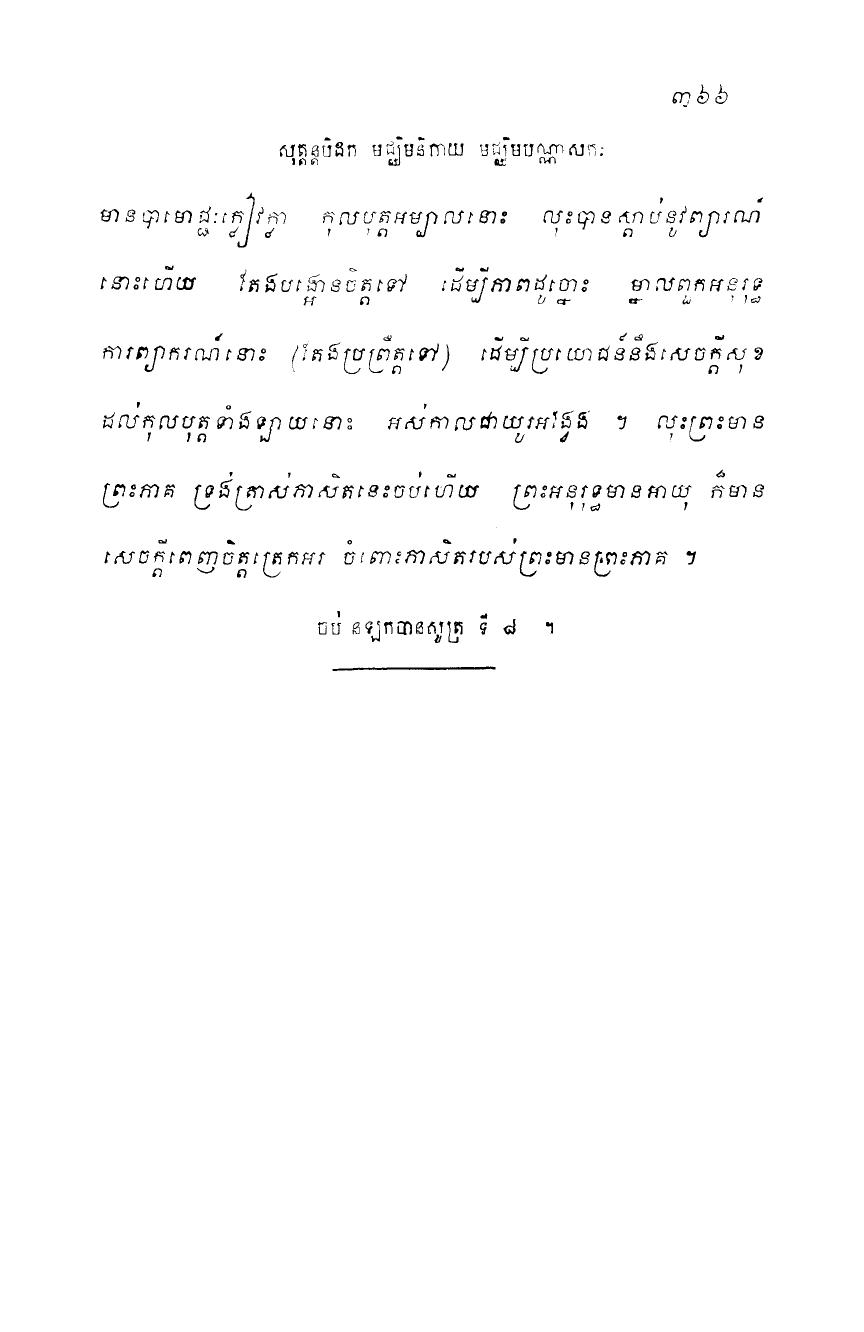 ៣៦៦
សុត្តន្តបិដក មជ្ឈិមនិកាយ មជ្ឈិមបណ្ណាសកៈ
មានបាមោជ្ជៈក្លៀវក្លា កុលបុត្តអម្បាលនោះ លុះបានស្តាប់នូវព្យារណ៍
នោះហើយ តែងបង្អោនចិត្តទៅ ដើម្បីភាពដូច្នោះ ម្នាលពួកអនុរុទ្ធ
ការព្យាករណ៍នោះ (តែងប្រព្រឹត្តទៅ) ដើម្បីប្រយោជន៍នឹងសេចក្តីសុខ
ដល់កុលបុត្តទាំងឡាយនោះ អស់កាលជាយូរអង្វែង ។ លុះព្រះមាន
ព្រះភាគ ទ្រង់ត្រាស់ភាសិតនេះចប់ហើយ ព្រះអនុរុទ្ធមានអាយុ ក៏មាន
សេចក្តីពេញចិត្តត្រេកអរ ចំពោះភាសិតរបស់ព្រះមានព្រះភាគ ។
ចប់ នឡកបានសូត្រ ទី ៨ ។